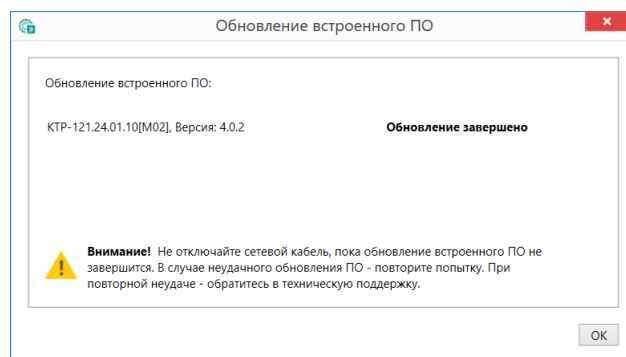 Обновление встроенного ПО
Обновление встроенного ПО:
КТР-121.24.01.10[М02], Версия: 4.0.2 Обновление завершено
Внимание! Не отключайте сетевой кабель, пока обновление встроенного ПО не
завершится. В случае неудачного обновления ПО - повторите попытку. При
повторной неудаче - обратитесь в техническую поддержку.
OK